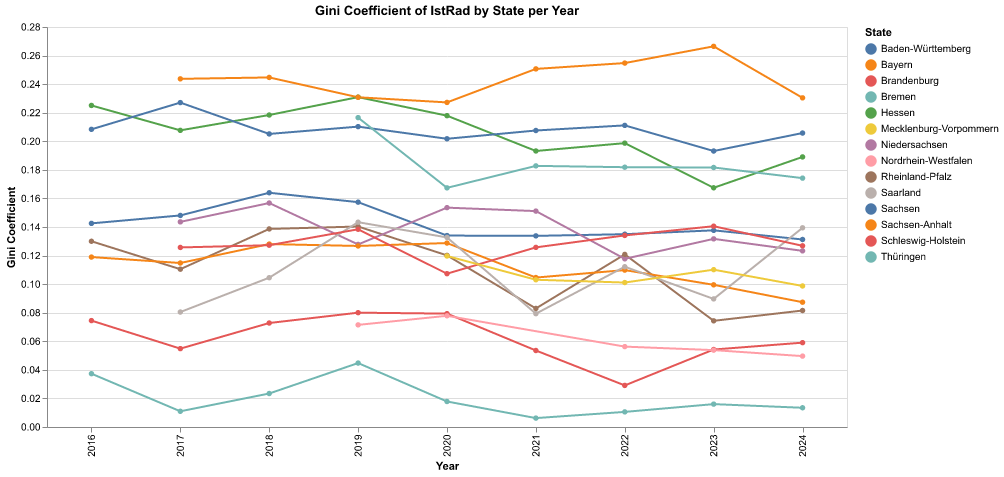 Gini Coefficient of IstRad by State per Year
Gini Coefficient
0.28
0.26
0.24
0.22
0.20
0.18
0.16
0.14
0.12
0.10
0.08
0.06
0.04
0.02
0.00
2016
2017
2018
2019
2020
2021
2022
2023
2024
Year
State
Baden-Württemberg
Bayern
Brandenburg
Bremen
Hessen
Mecklenburg-Vorpommern
Niedersachsen
Nordrhein-Westfalen
Rheinland-Pfalz
Saarland
Sachsen
Sachsen-Anhalt
Schleswig-Holstein
Thüringen